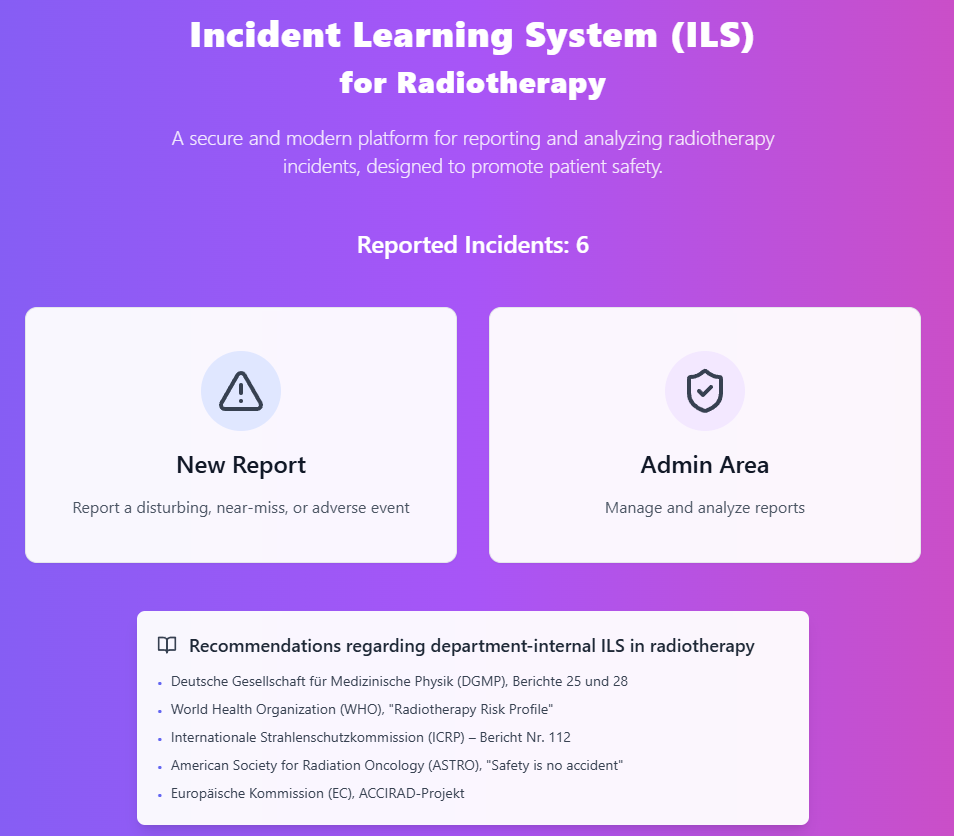 Incident Learning System (ILS)
for Radiotherapy
A secure and modern platform for reporting and analyzing radiotherapy
incidents, designed to promote patient safety.
Reported Incidents: 6
New Report
Report a disturbing, near-miss, or adverse event
Admin Area
Manage and analyze reports
Recommendations regarding department-internal ILS in radiotherapy
• Deutsche Gesellschaft für Medizinische Physik (DGMP), Berichte 25 und 28
• World Health Organization (WHO), "Radiotherapy Risk Profile"
• Internationale Strahlenschutzkommission (ICRP) – Bericht Nr. 112
• American Society for Radiation Oncology (ASTRO), "Safety is no accident"
• Europäische Kommission (EC), ACCIRAD-Projekt